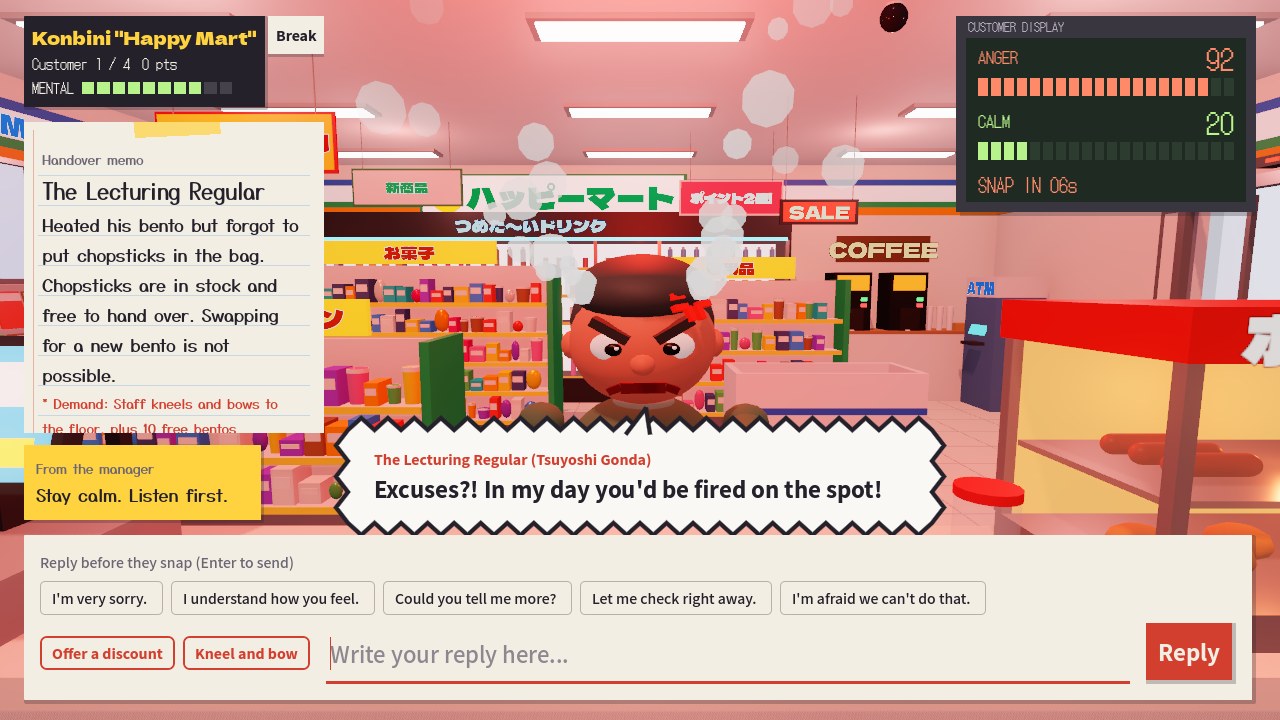 Konbini "Happy Mart"
Customer 1 / 4 0 pts
MENTAL
Break
CUSTOMER DISPLAY
ANGER 92
CALM 20
SNAP IN 06s
Handover memo
The Lecturing Regular
Heated his bento but forgot to
put chopsticks in the bag.
Chopsticks are in stock and
free to hand over. Swapping
for a new bento is not
possible.
* Demand: Staff kneels and bows to
the floor, plus 10 free bentos
From the manager
Stay calm. Listen first.
新商品
ハッピーマート
ポイント2倍
SALE
つめた〜いドリンク
お菓子
COFFEE
ATM
The Lecturing Regular (Tsuyoshi Gonda)
Excuses?! In my day you'd be fired on the spot!
Reply before they snap (Enter to send)
I'm very sorry.
I understand how you feel.
Could you tell me more?
Let me check right away.
I'm afraid we can't do that.
Offer a discount
Kneel and bow
Write your reply here...
Reply